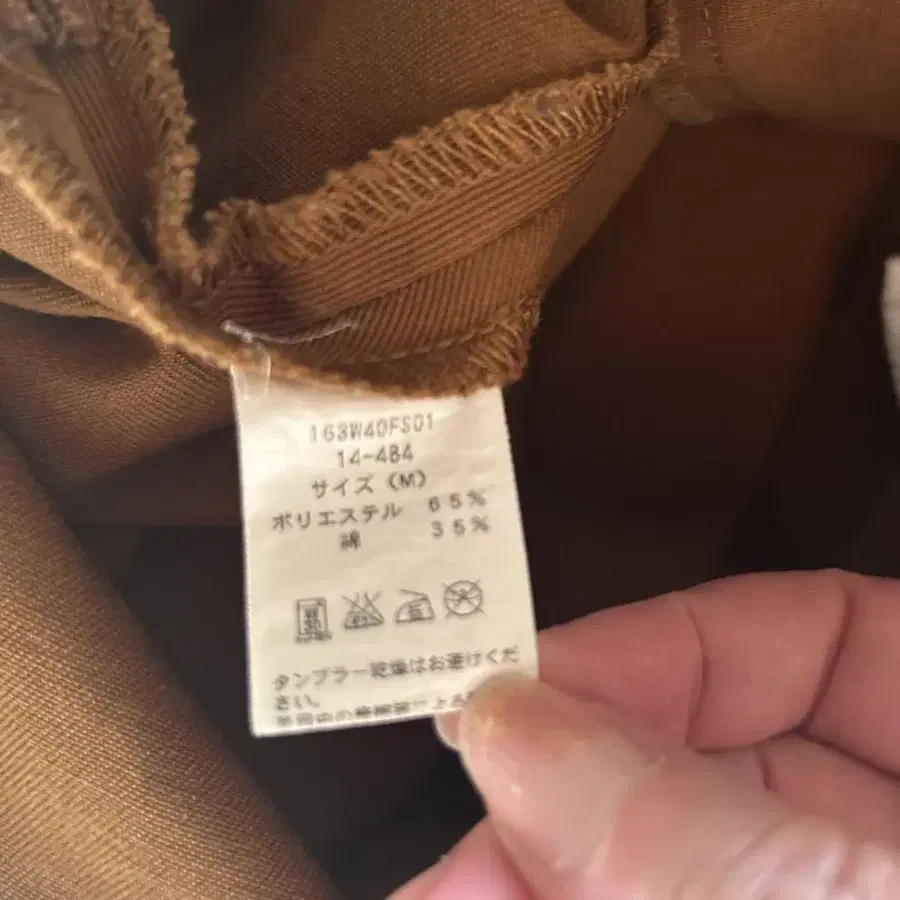 163W40FS01
14-4B4
サイズ(M)
ポリエステル 65%
綿 35%
タンブラー乾燥はお避けくだ
さい。